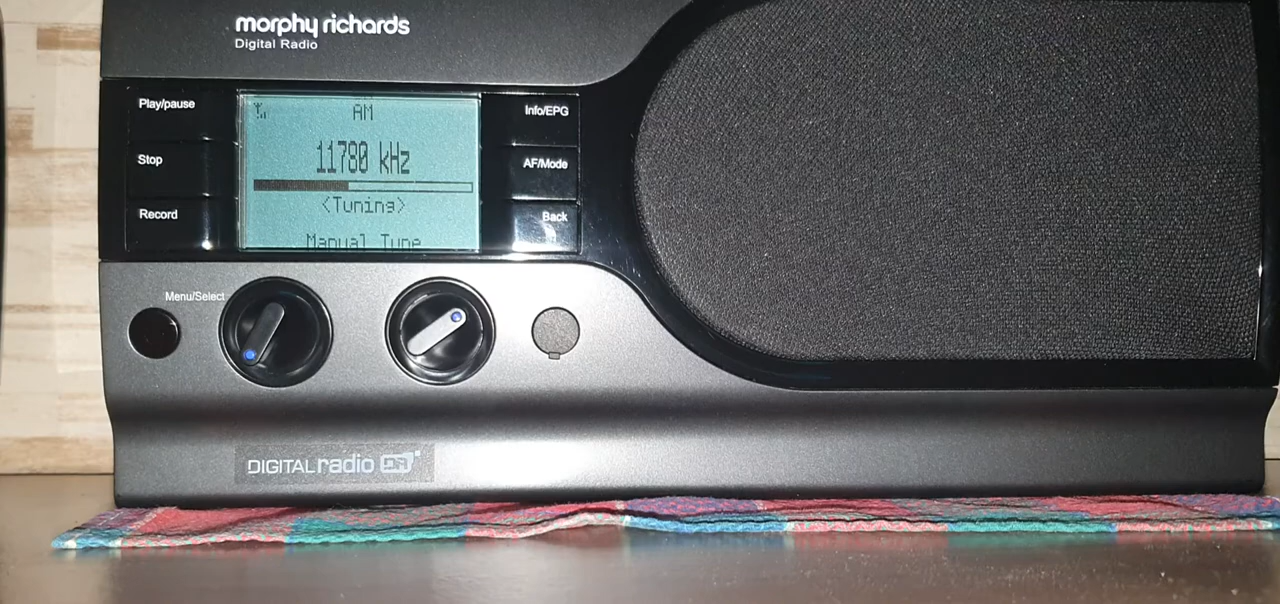 morphy richards
Digital Radio
Play/pause
Stop
Record
AM
11780 kHz
<Tuning>
Manual Tune
Info/EPG
AF/Mode
Back
Menu/Select
DIGITAL radio